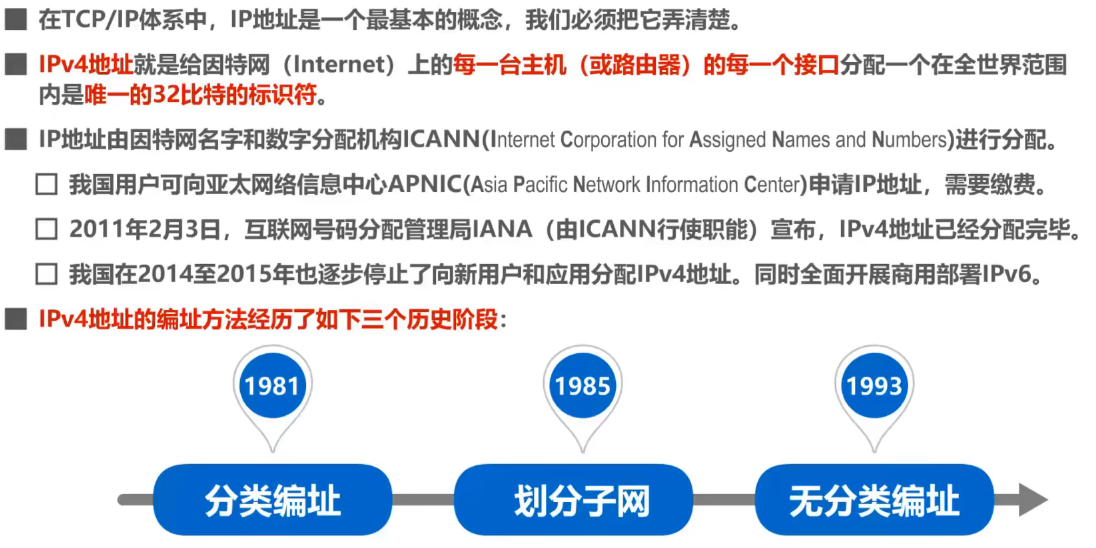 在TCP/IP体系中，IP地址是一个最基本的概念，我们必须把它弄清楚。
IPv4地址就是给因特网（Internet）上的每一台主机（或路由器）的每一个接口分配一个在全世界范围
内是唯一的32比特的标识符。
IP地址由因特网名字和数字分配机构ICANN(Internet Corporation for Assigned Names and Numbers)进行分配。
我国用户可向亚太网络信息中心APNIC(Asia Pacific Network Information Center)申请IP地址，需要缴费。
2011年2月3日，互联网号码分配管理局IANA（由ICANN行使职能）宣布，IPv4地址已经分配完毕。
我国在2014至2015年也逐步停止了向新用户和应用分配IPv4地址。同时全面开展商用部署IPv6。
IPv4地址的编址方法经历了如下三个历史阶段：
1981 1985 1993
分类编址 划分子网 无分类编址